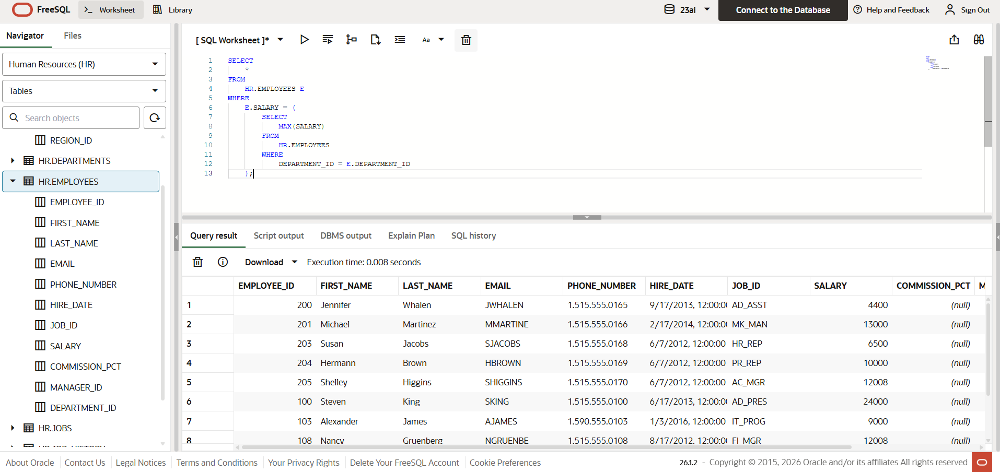 FreeSQL
Worksheet
Library
23ai
Connect to the Database
Help and Feedback
Sign Out
Navigator
Files
Human Resources (HR)
Tables
Search objects
REGION_ID
HR.DEPARTMENTS
HR.EMPLOYEES
EMPLOYEE_ID
FIRST_NAME
LAST_NAME
EMAIL
PHONE_NUMBER
HIRE_DATE
JOB_ID
SALARY
COMMISSION_PCT
MANAGER_ID
DEPARTMENT_ID
HR.JOBS
HR.JOB_HISTORY
[ SQL Worksheet ]*
Aa
1 SELECT
2 *
3 FROM
4 HR.EMPLOYEES E
5 WHERE
6 E.SALARY = (
7 SELECT
8 MAX(SALARY)
9 FROM
10 HR.EMPLOYEES
11 WHERE
12 DEPARTMENT_ID = E.DEPARTMENT_ID
13 );
Query result Script output DBMS output Explain Plan SQL history
Download Execution time: 0.008 seconds
EMPLOYEE_ID FIRST_NAME LAST_NAME EMAIL PHONE_NUMBER HIRE_DATE JOB_ID SALARY COMMISSION_PCT M
1 200 Jennifer Whalen JWHALEN 1.515.555.0165 9/17/2013, 12:00:00 AD_ASST 4400 (null)
2 201 Michael Martinez MMARTINE 1.515.555.0166 2/17/2014, 12:00:00 MK_MAN 13000 (null)
3 203 Susan Jacobs SJACOBS 1.515.555.0168 6/7/2012, 12:00:00 HR_REP 6500 (null)
4 204 Hermann Brown HBROWN 1.515.555.0169 6/7/2012, 12:00:00 PR_REP 10000 (null)
5 205 Shelley Higgins SHIGGINS 1.515.555.0170 6/7/2012, 12:00:00 AC_MGR 12008 (null)
6 100 Steven King SKING 1.515.555.0100 6/17/2013, 12:00:00 AD_PRES 24000 (null)
7 103 Alexander James AJAMES 1.590.555.0103 1/3/2016, 12:00:00 IT_PROG 9000 (null)
8 108 Nancy Gruenberg NGRUENBE 1.515.555.0108 8/17/2012, 12:00:00 FI_MGR 12008 (null)
About Oracle Contact Us Legal Notices Terms and Conditions Your Privacy Rights Delete Your FreeSQL Account Cookie Preferences
26.1.2 - Copyright © 2015, 2026 Oracle and/or its affiliates All rights reserved